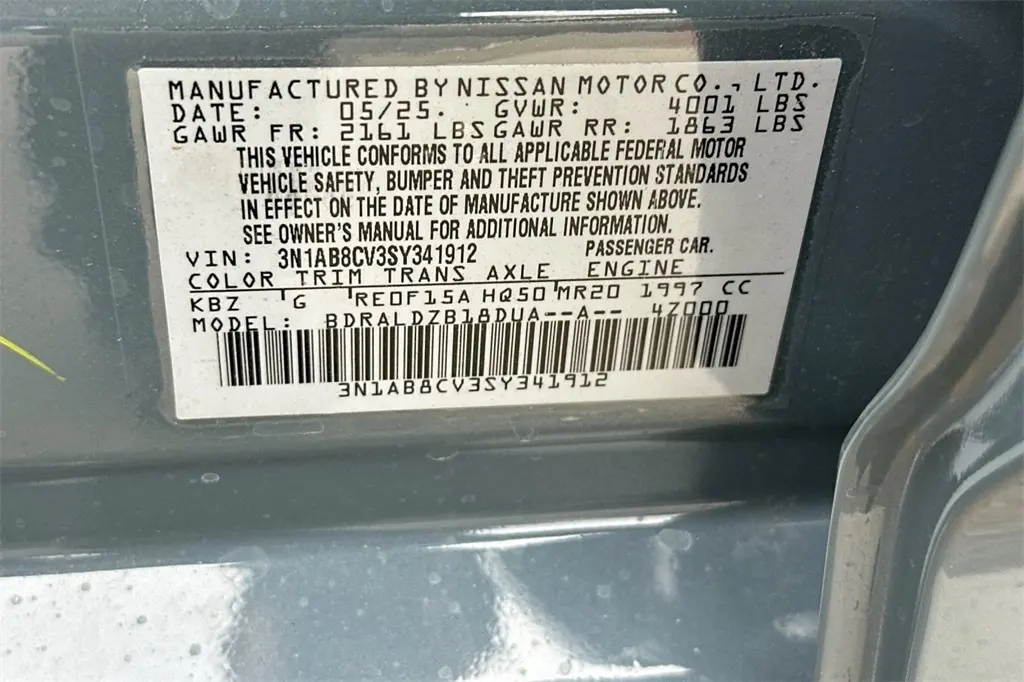 MANUFACTURED BY NISSAN MOTOR CO., LTD.
DATE: 05/25. GVWR: 4001 LBS
GAWR FR: 2161 LBS GAWR RR: 1863 LBS
THIS VEHICLE CONFORMS TO ALL APPLICABLE FEDERAL MOTOR
VEHICLE SAFETY, BUMPER AND THEFT PREVENTION STANDARDS
IN EFFECT ON THE DATE OF MANUFACTURE SHOWN ABOVE.
SEE OWNER'S MANUAL FOR ADDITIONAL INFORMATION.
VIN: 3N1AB8CV3SY341912 PASSENGER CAR.
COLOR TRIM TRANS AXLE ENGINE
KBZ G RE0F15A HQ50 MR20 1997 CC
MODEL: BDRALDZB18DUA--A-- 47000
3N1AB8CV3SY341912